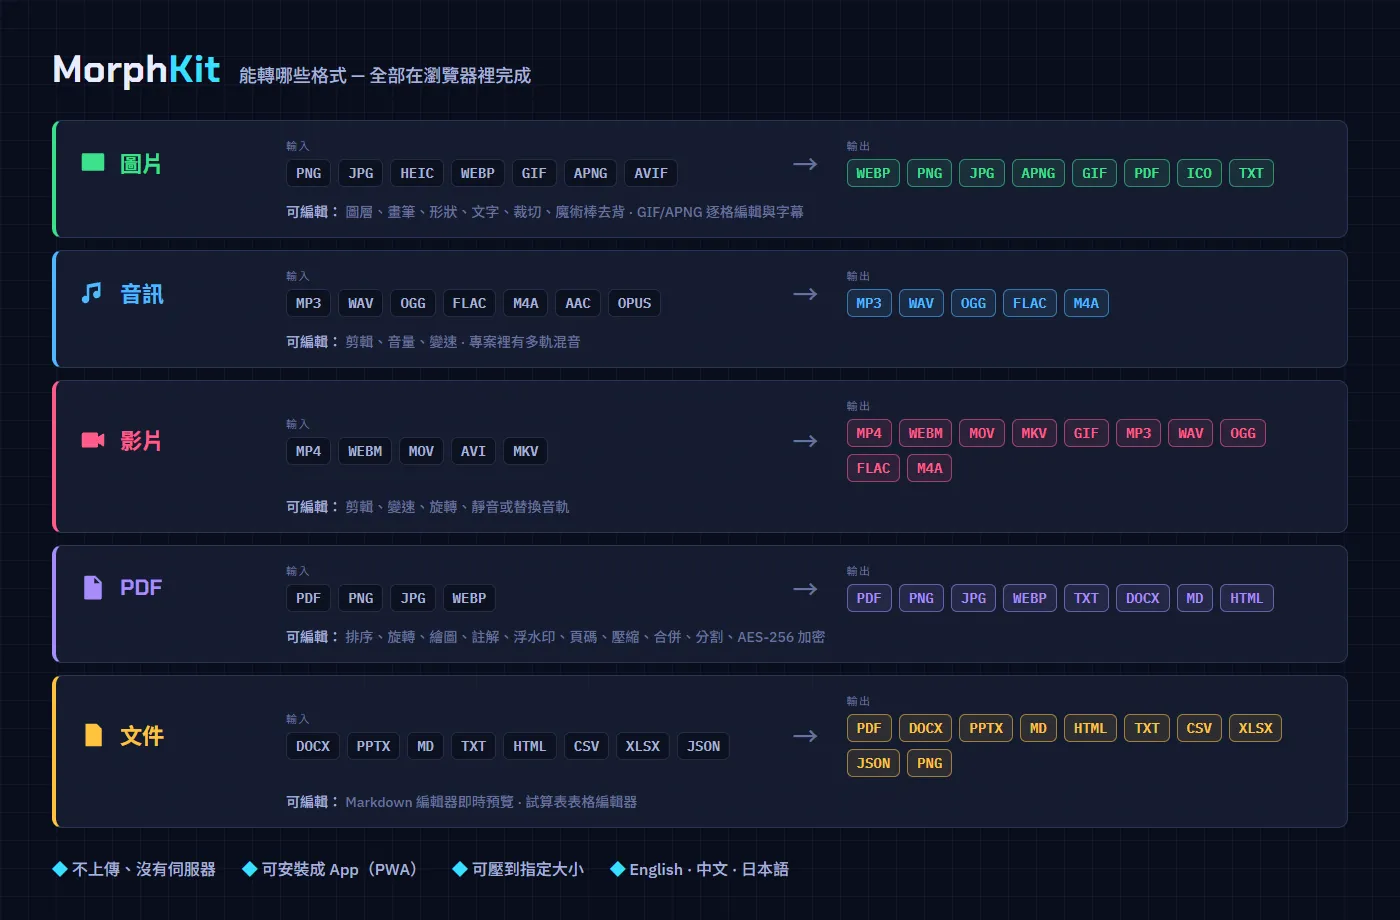 MorphKit 能轉哪些格式 — 全部在瀏覽器裡完成
圖片
輸入
PNG JPG HEIC WEBP GIF APNG AVIF
→
輸出
WEBP PNG JPG APNG GIF PDF ICO TXT
可編輯： 圖層、畫筆、形狀、文字、裁切、魔術棒去背 · GIF/APNG 逐格編輯與字幕
音訊
輸入
MP3 WAV OGG FLAC M4A AAC OPUS
→
輸出
MP3 WAV OGG FLAC M4A
可編輯： 剪輯、音量、變速 · 專案裡有多軌混音
影片
輸入
MP4 WEBM MOV AVI MKV
→
輸出
MP4 WEBM MOV MKV GIF MP3 WAV OGG
FLAC M4A
可編輯： 剪輯、變速、旋轉、靜音或替換音軌
PDF
輸入
PDF PNG JPG WEBP
→
輸出
PDF PNG JPG WEBP TXT DOCX MD HTML
可編輯： 排序、旋轉、繪圖、註解、浮水印、頁碼、壓縮、合併、分割、AES-256 加密
文件
輸入
DOCX PPTX MD TXT HTML CSV XLSX JSON
→
輸出
PDF DOCX PPTX MD HTML TXT CSV XLSX
JSON PNG
可編輯： Markdown 編輯器即時預覽 · 試算表表格編輯器
◆ 不上傳、沒有伺服器 ◆ 可安裝成 App（PWA） ◆ 可壓到指定大小 ◆ English · 中文 · 日本語